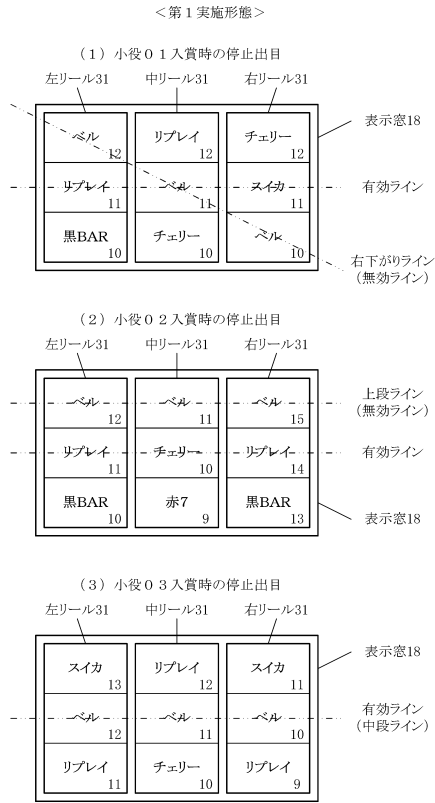 ＜第１実施形態＞
（１）小役０１入賞時の停止出目
左リール31 中リール31 右リール31
表示窓18
ベル リプレイ チェリー
12 12 12
リプレイ ベル スイカ 有効ライン
11 11 11
黒BAR チェリー ベル
10 10 10
右下がりライン
（無効ライン）
（２）小役０２入賞時の停止出目
左リール31 中リール31 右リール31
上段ライン
ベル ベル ベル （無効ライン）
12 11 15
リプレイ チェリー リプレイ 有効ライン
11 10 14
黒BAR 赤7 黒BAR
10 9 13
表示窓18
（３）小役０３入賞時の停止出目
左リール31 中リール31 右リール31
表示窓18
スイカ リプレイ スイカ
13 12 11
ベル ベル ベル 有効ライン
12 11 10 （中段ライン）
リプレイ チェリー リプレイ
11 10 9